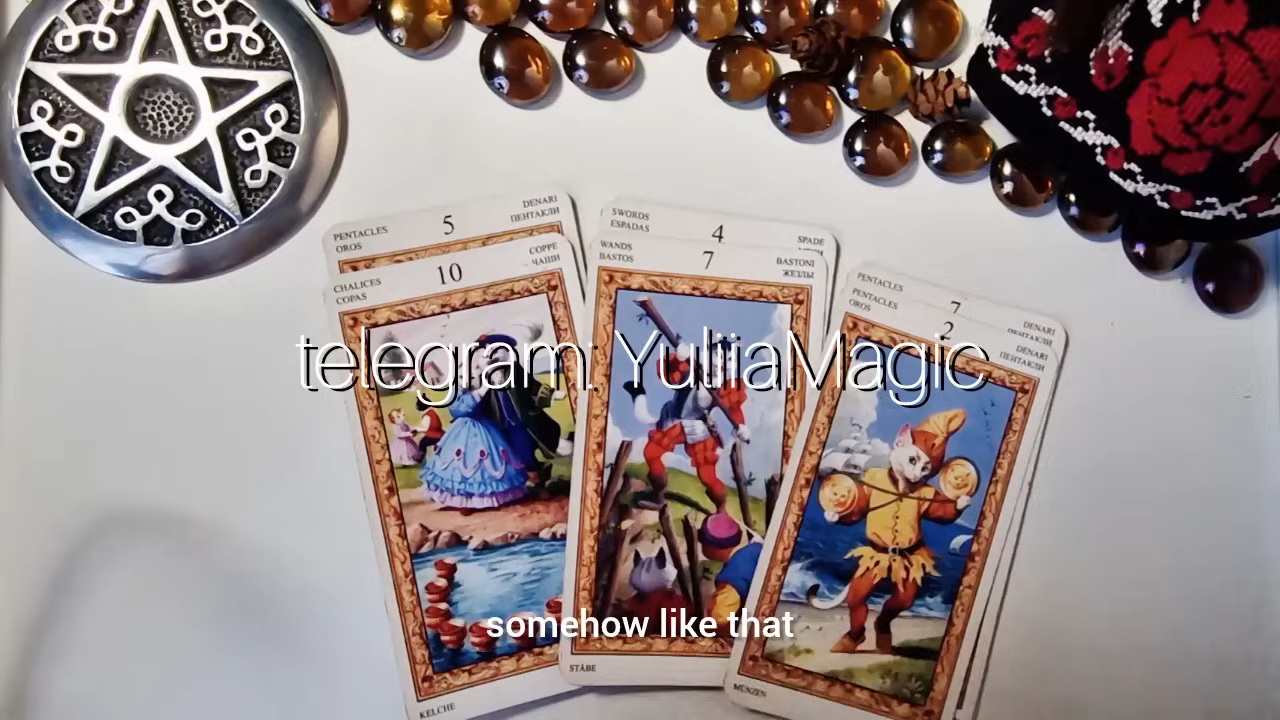 5
PENTACLES
OROS
DENARI
ПЕНТАКЛИ
10
CHALICES
COPAS
COPPE
ЧАШИ
KELCHE
4
SWORDS
ESPADAS
SPADE
7
WANDS
BASTOS
BASTONI
ЖЕЗЛЫ
STÄBE
7
PENTACLES
DENARI
2
PENTACLES
OROS
DENARI
ПЕНТАКЛИ
MÜNZEN
telegram: YuliiaMagic
somehow like that